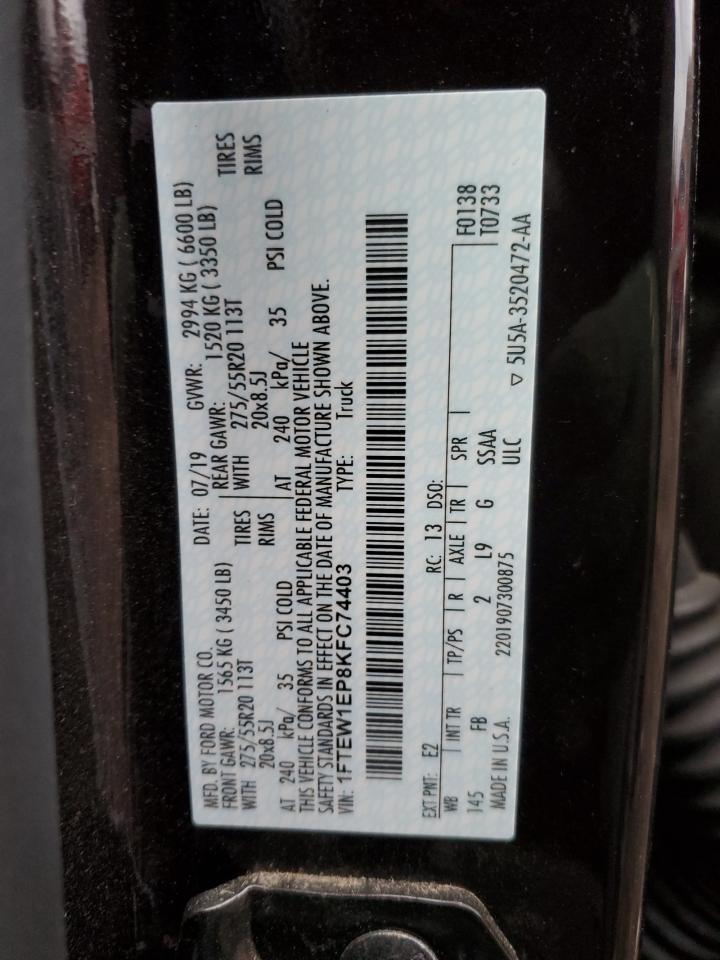 MFD. BY FORD MOTOR CO.
DATE: 07/19 GVWR: 2994 KG ( 6600 LB)
FRONT GAWR: 1565 KG ( 3450 LB) REAR GAWR: 1520 KG ( 3350 LB)
WITH 275/55R20 113T TIRES WITH 275/55R20 113T TIRES
20x8.5J RIMS 20x8.5J RIMS
AT 240 kPa/ 35 PSI COLD AT 240 kPa/ 35 PSI COLD
THIS VEHICLE CONFORMS TO ALL APPLICABLE FEDERAL MOTOR VEHICLE
SAFETY STANDARDS IN EFFECT ON THE DATE OF MANUFACTURE SHOWN ABOVE.
VIN: 1FTEW1EP8KFC74403 TYPE: Truck
EXT PNT: E2 RC: 13 DSO:
WB INT TR TP/PS R AXLE TR SPR F0138
145 FB 2 L9 G SSAA T0733
ULC
MADE IN U.S.A. 2201907300875 ▽ 5U5A-3520472-AA